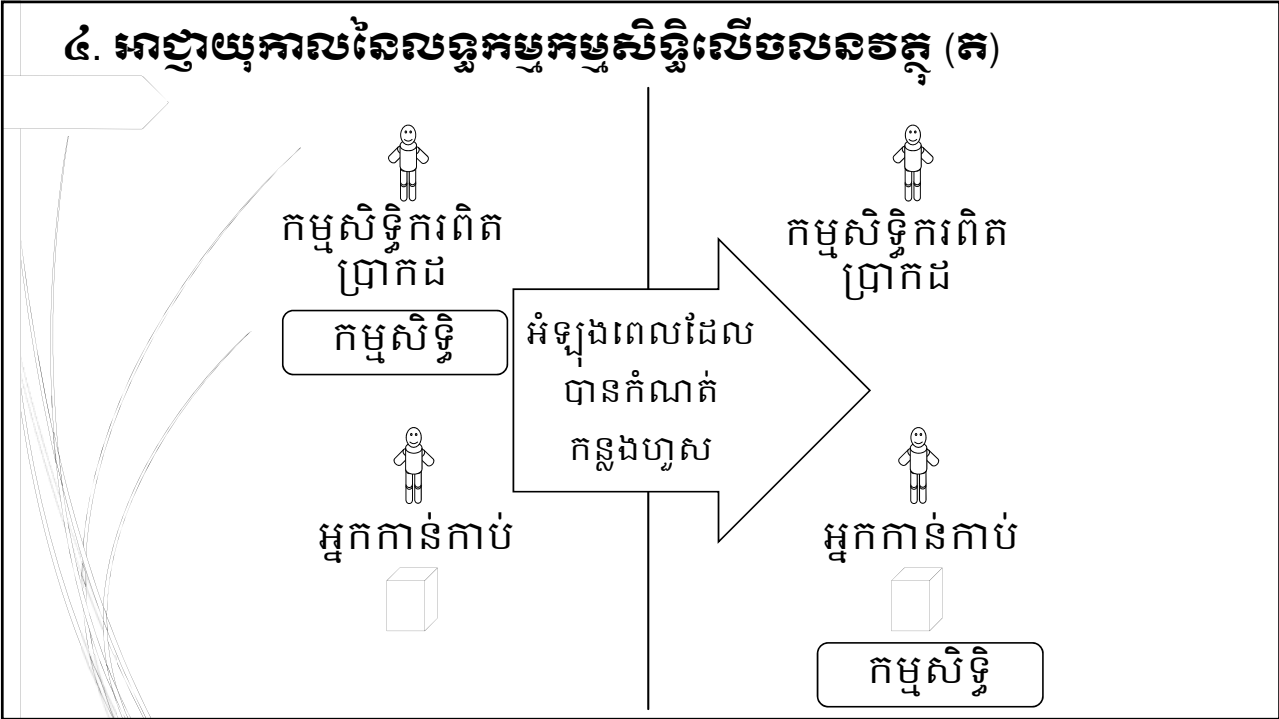 ៤. អាជ្ញាយុកាលនៃលទ្ធកម្មកម្មសិទ្ធិលើចលនវត្ថុ (ត)
កម្មសិទ្ធិករពិត
ប្រាកដ
កម្មសិទ្ធិ
អ្នកកាន់កាប់
អំឡុងពេលដែល
បានកំណត់
កន្លងហួស
កម្មសិទ្ធិករពិត
ប្រាកដ
អ្នកកាន់កាប់
កម្មសិទ្ធិ